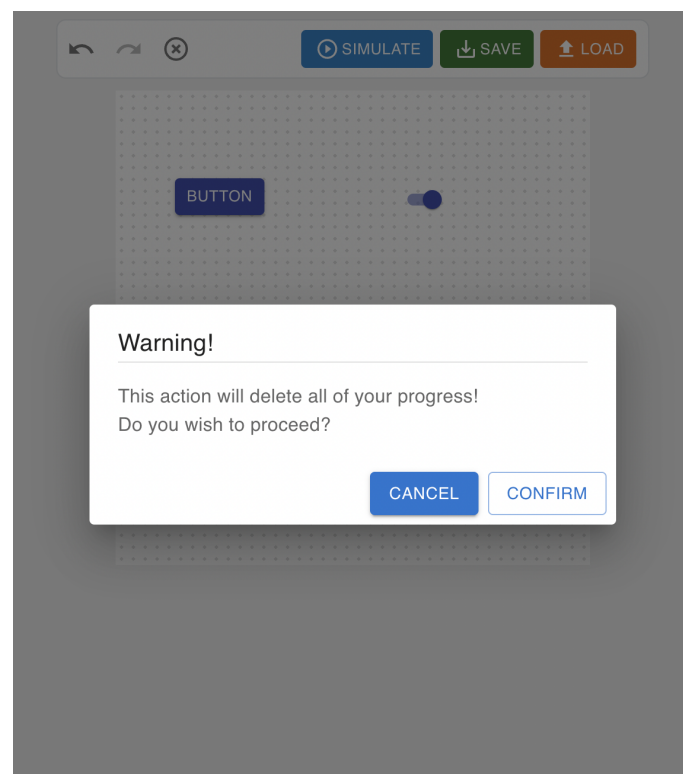 SIMULATE SAVE LOAD
BUTTON
Warning!
This action will delete all of your progress!
Do you wish to proceed?
CANCEL CONFIRM